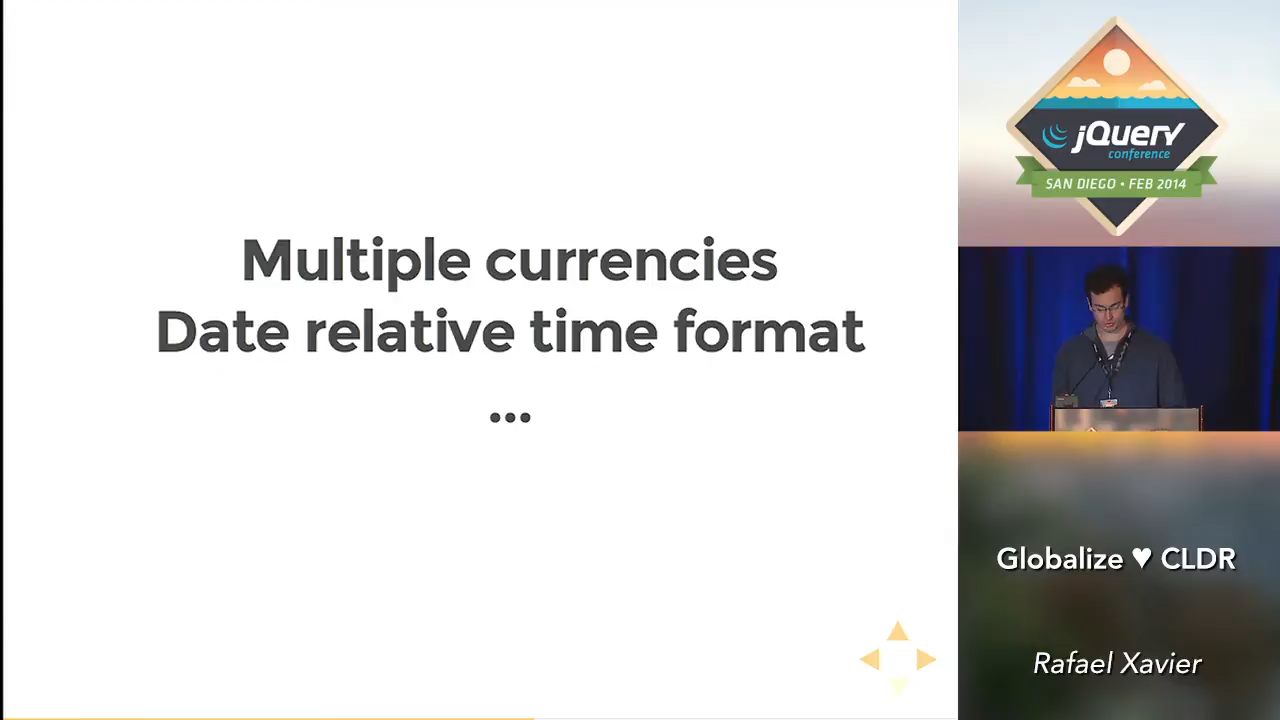 Multiple currencies
Date relative time format
...
jQuery
conference
SAN DIEGO • FEB 2014
Globalize ♥ CLDR
Rafael Xavier